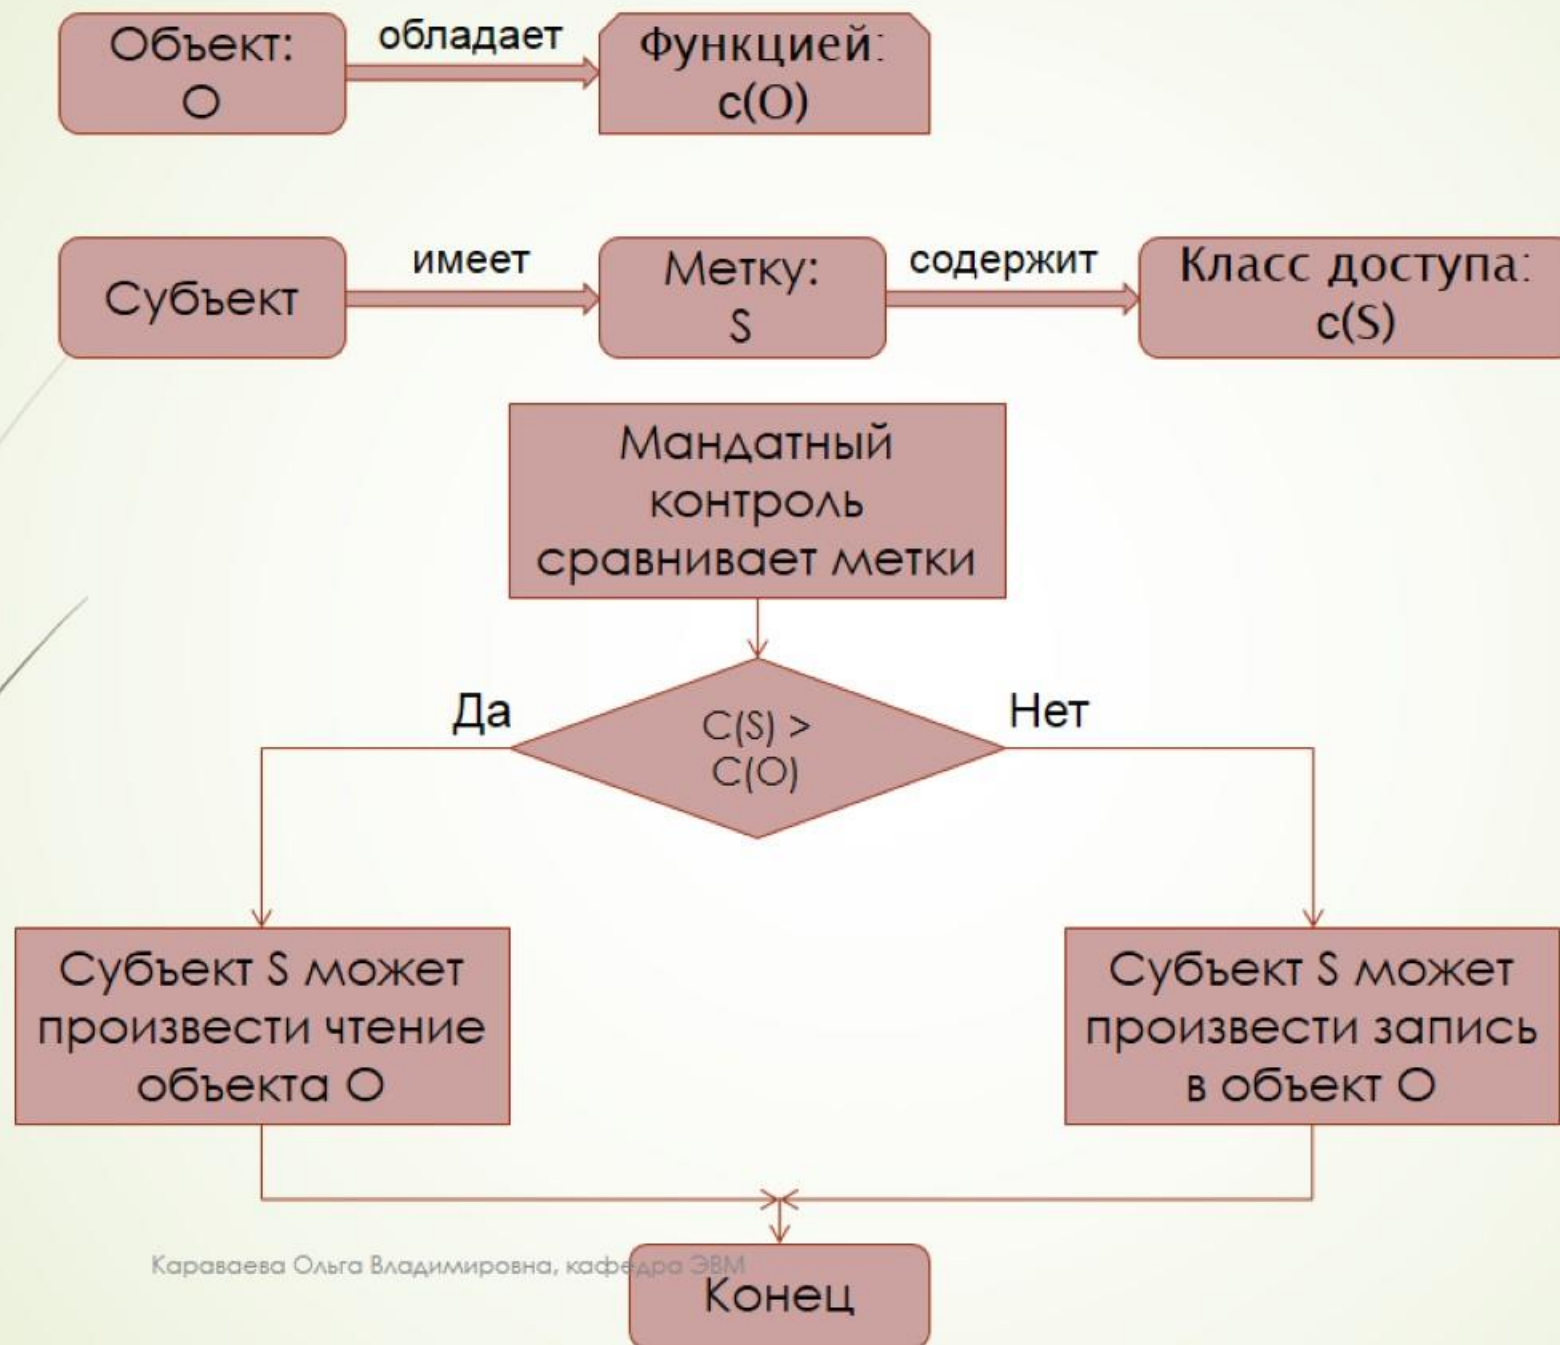 Объект:
O
обладает
Функцией:
c(O)
Субъект
имеет
Метку:
S
содержит
Класс доступа:
c(S)
Мандатный
контроль
сравнивает метки
C(S) >
C(O)
Да
Нет
Субъект S может
произвести чтение
объекта O
Субъект S может
произвести запись
в объект O
Караваева Ольга Владимировна, кафедра ЭВМ
Конец